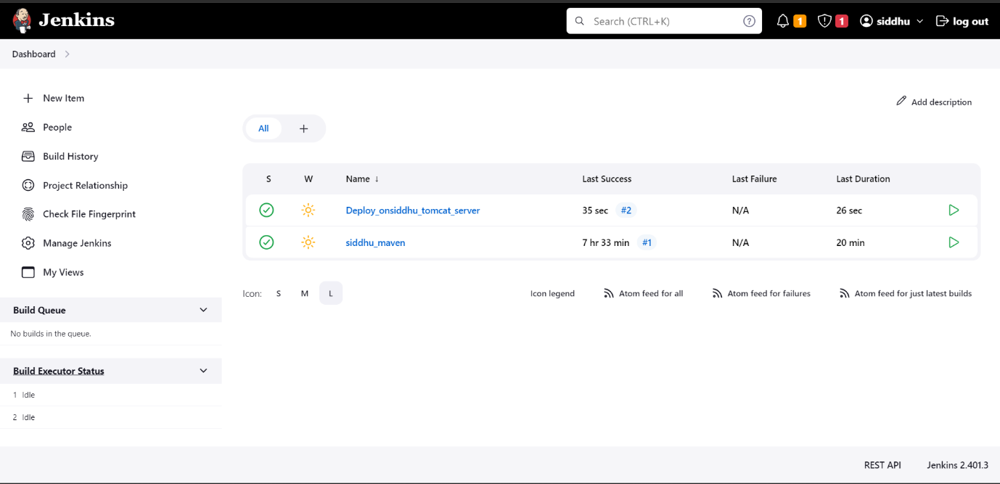 Jenkins
Search (CTRL+K)
?
1
1
siddhu
log out
Dashboard
New Item
People
Build History
Project Relationship
Check File Fingerprint
Manage Jenkins
My Views
Build Queue
No builds in the queue.
Build Executor Status
1 Idle
2 Idle
Add description
All +
S W Name ↓ Last Success Last Failure Last Duration
Deploy_onsiddhu_tomcat_server 35 sec #2 N/A 26 sec
siddhu_maven 7 hr 33 min #1 N/A 20 min
Icon: S M L
Icon legend Atom feed for all Atom feed for failures Atom feed for just latest builds
REST API Jenkins 2.401.3